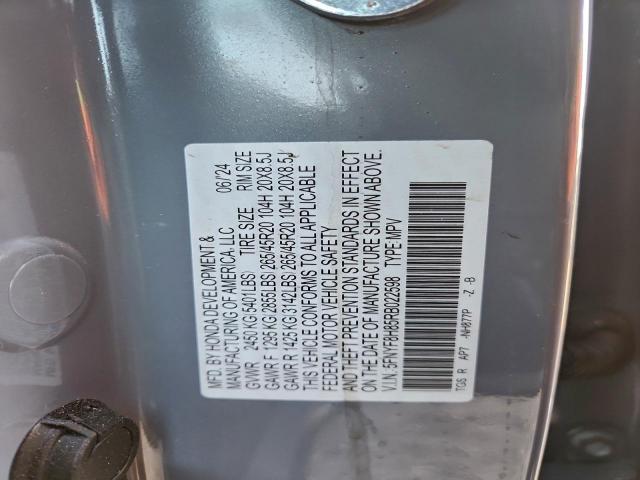 MFD. BY HONDA DEVELOPMENT &
MANUFACTURING OF AMERICA, LLC 06/24
GVWR 2450 KG(5401LBS) TIRE SIZE RIM SIZE
GAWR F 1295 KG(2855LBS)265/45R20 104H 20X8.5J
GAWR R 1425 KG(3142LBS)265/45R20 104H 20X8.5J
THIS VEHICLE CONFORMS TO ALL APPLICABLE
FEDERAL MOTOR VEHICLE SAFETY
AND THEFT PREVENTION STANDARDS IN EFFECT
ON THE DATE OF MANUFACTURE SHOWN ABOVE.
V.I.N.:5FNYF8H85RB022598 TYPE:MPV
TGS R AP7 -NH877P -Z -B